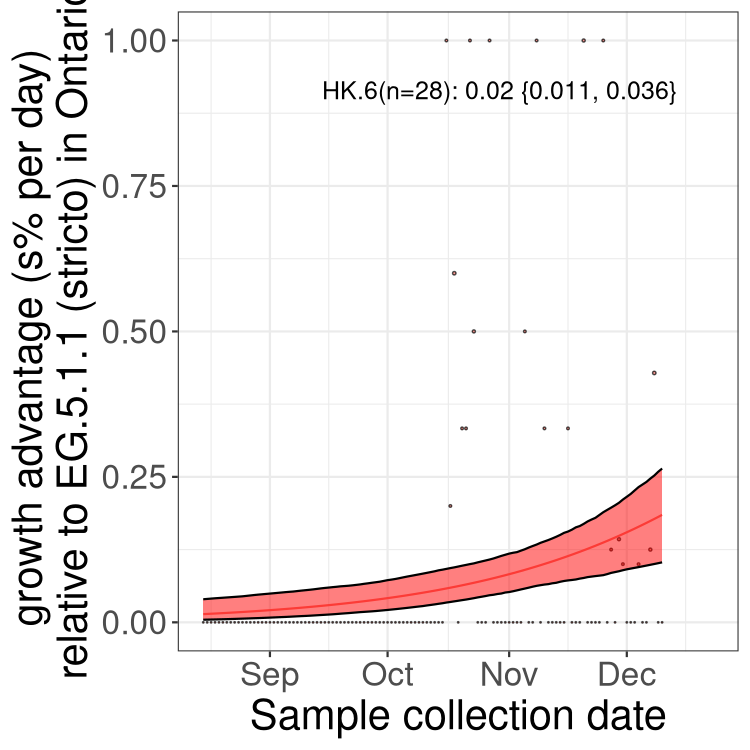 growth advantage (s% per day)
relative to EG.5.1.1 (stricto) in Ontario
1.00
HK.6(n=28): 0.02 {0.011, 0.036}
0.75
0.50
0.25
0.00
Sep Oct Nov Dec
Sample collection date